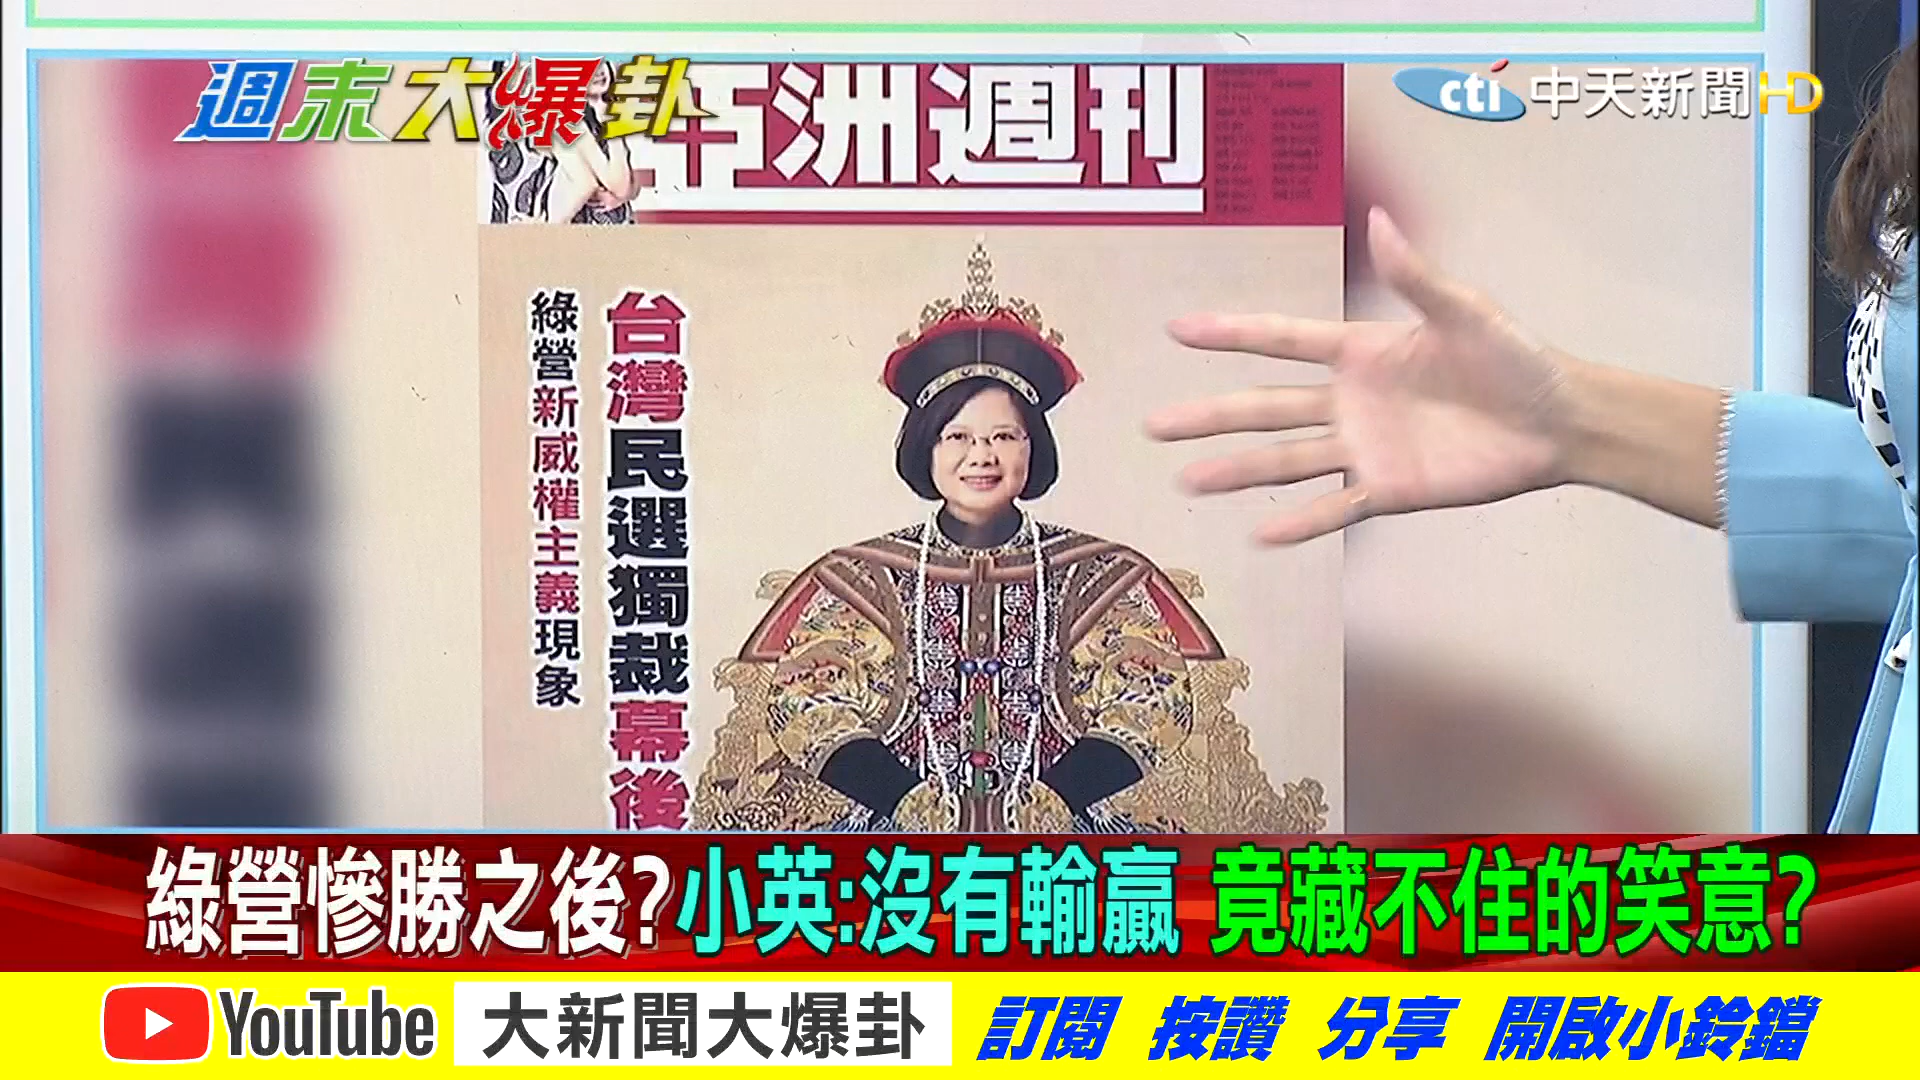 週末大爆卦
亞洲週刊
cti 中天新聞HD
台灣民選獨裁幕後
綠營新威權主義現象
綠營慘勝之後?小英:沒有輸贏 竟藏不住的笑意?
YouTube 大新聞大爆卦 訂閱 按讚 分享 開啟小鈴鐺